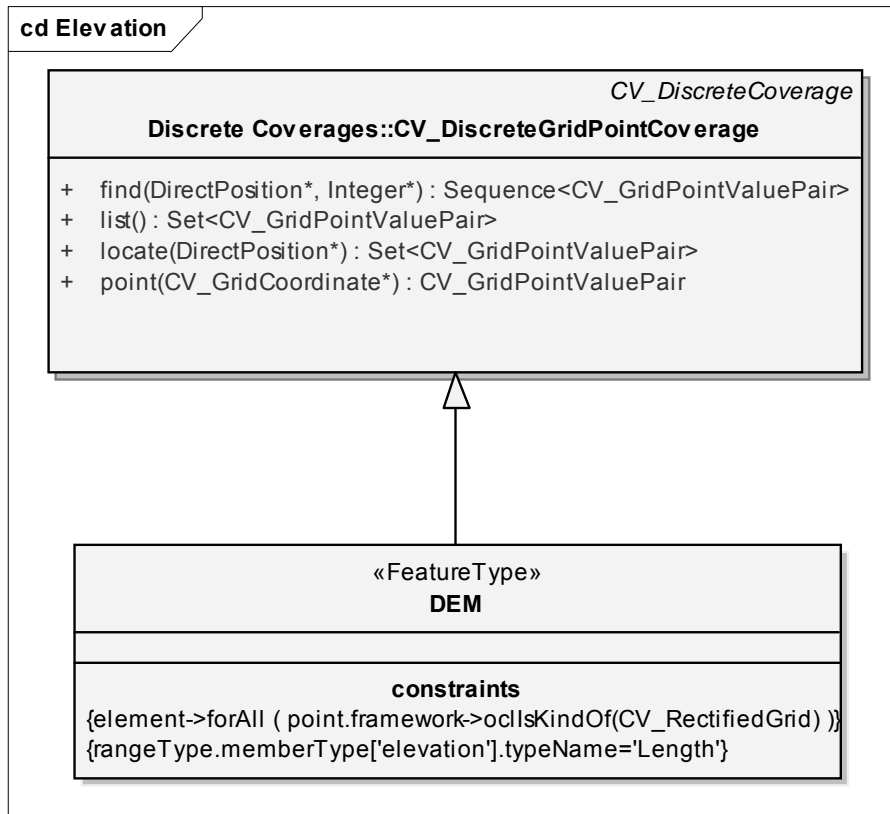 cd Elevation
CV_DiscreteCoverage
Discrete Coverages::CV_DiscreteGridPointCoverage
+ find(DirectPosition*, Integer*) : Sequence<CV_GridPointValuePair>
+ list() : Set<CV_GridPointValuePair>
+ locate(DirectPosition*) : Set<CV_GridPointValuePair>
+ point(CV_GridCoordinate*) : CV_GridPointValuePair
«FeatureType»
DEM
constraints
{element->forAll ( point.framework->oclIsKindOf(CV_RectifiedGrid) )}
{rangeType.memberType['elevation'].typeName='Length'}